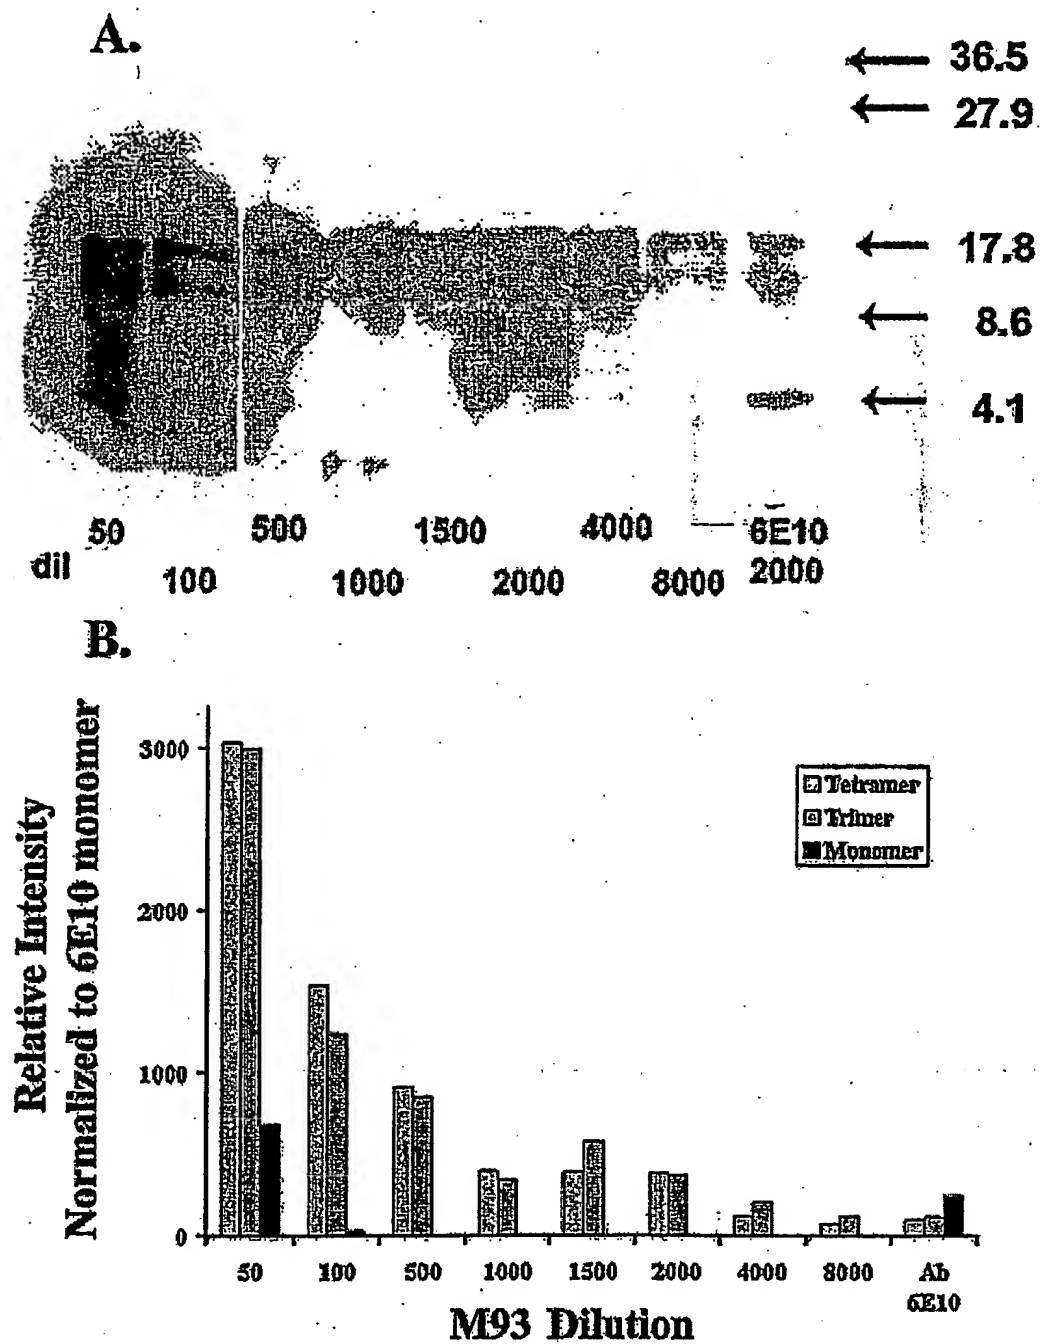 A.
36.5
27.9
17.8
8.6
4.1
50 500 1500 4000 6E10
dil 100 1000 2000 8000 2000
B.
Relative Intensity
Normalized to 6E10 monomer
3000
2000
1000
0
Tetramer
Trimer
Monomer
50 100 500 1000 1500 2000 4000 8000 Ab
6E10
M93 Dilution